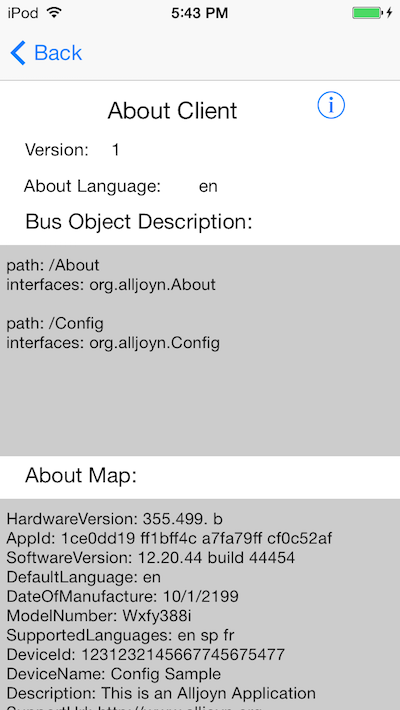 iPod 5:43 PM
Back
About Client
Version: 1
About Language: en
Bus Object Description:
path: /About
interfaces: org.alljoyn.About
path: /Config
interfaces: org.alljoyn.Config
About Map:
HardwareVersion: 355.499. b
AppId: 1ce0dd19 ff1bff4c a7fa79ff cf0c52af
SoftwareVersion: 12.20.44 build 44454
DefaultLanguage: en
DateOfManufacture: 10/1/2199
ModelNumber: Wxfy388i
SupportedLanguages: en sp fr
DeviceId: 1231232145667745675477
DeviceName: Config Sample
Description: This is an Alljoyn Application